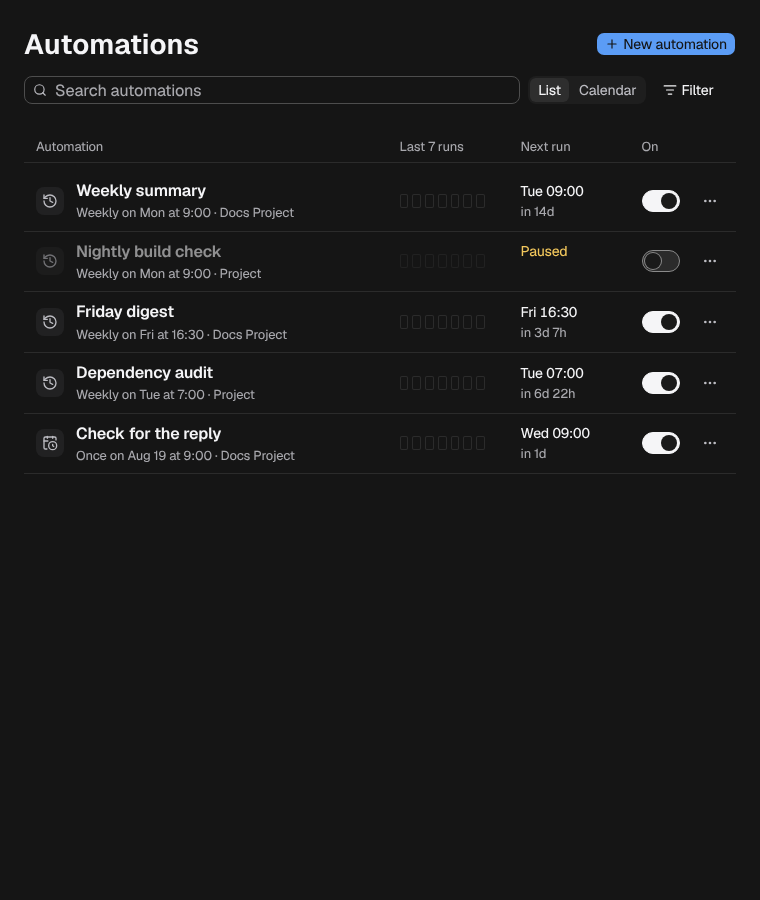 Automations
New automation
Search automations
List
Calendar
Filter
Automation
Last 7 runs
Next run
On
Weekly summary
Weekly on Mon at 9:00 · Docs Project
Tue 09:00
in 14d
Nightly build check
Weekly on Mon at 9:00 · Project
Paused
Friday digest
Weekly on Fri at 16:30 · Docs Project
Fri 16:30
in 3d 7h
Dependency audit
Weekly on Tue at 7:00 · Project
Tue 07:00
in 6d 22h
Check for the reply
Once on Aug 19 at 9:00 · Docs Project
Wed 09:00
in 1d